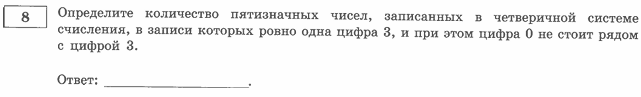 8
Определите количество пятизначных чисел, записанных в четверичной системе
счисления, в записи которых ровно одна цифра 3, и при этом цифра 0 не стоит рядом
с цифрой 3.
Ответ: ___________________.